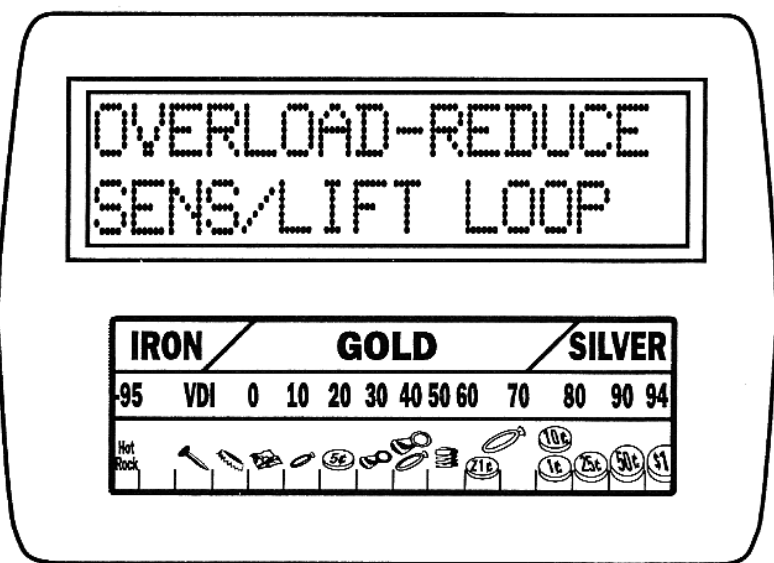 OVERLOAD-REDUCE
SENS/LIFT LOOP
IRON GOLD SILVER
-95 VDI 0 10 20 30 40 50 60 70 80 90 94
Hot
Rock
10¢
5¢ Z1¢ 1¢ 25¢ 50¢ $1